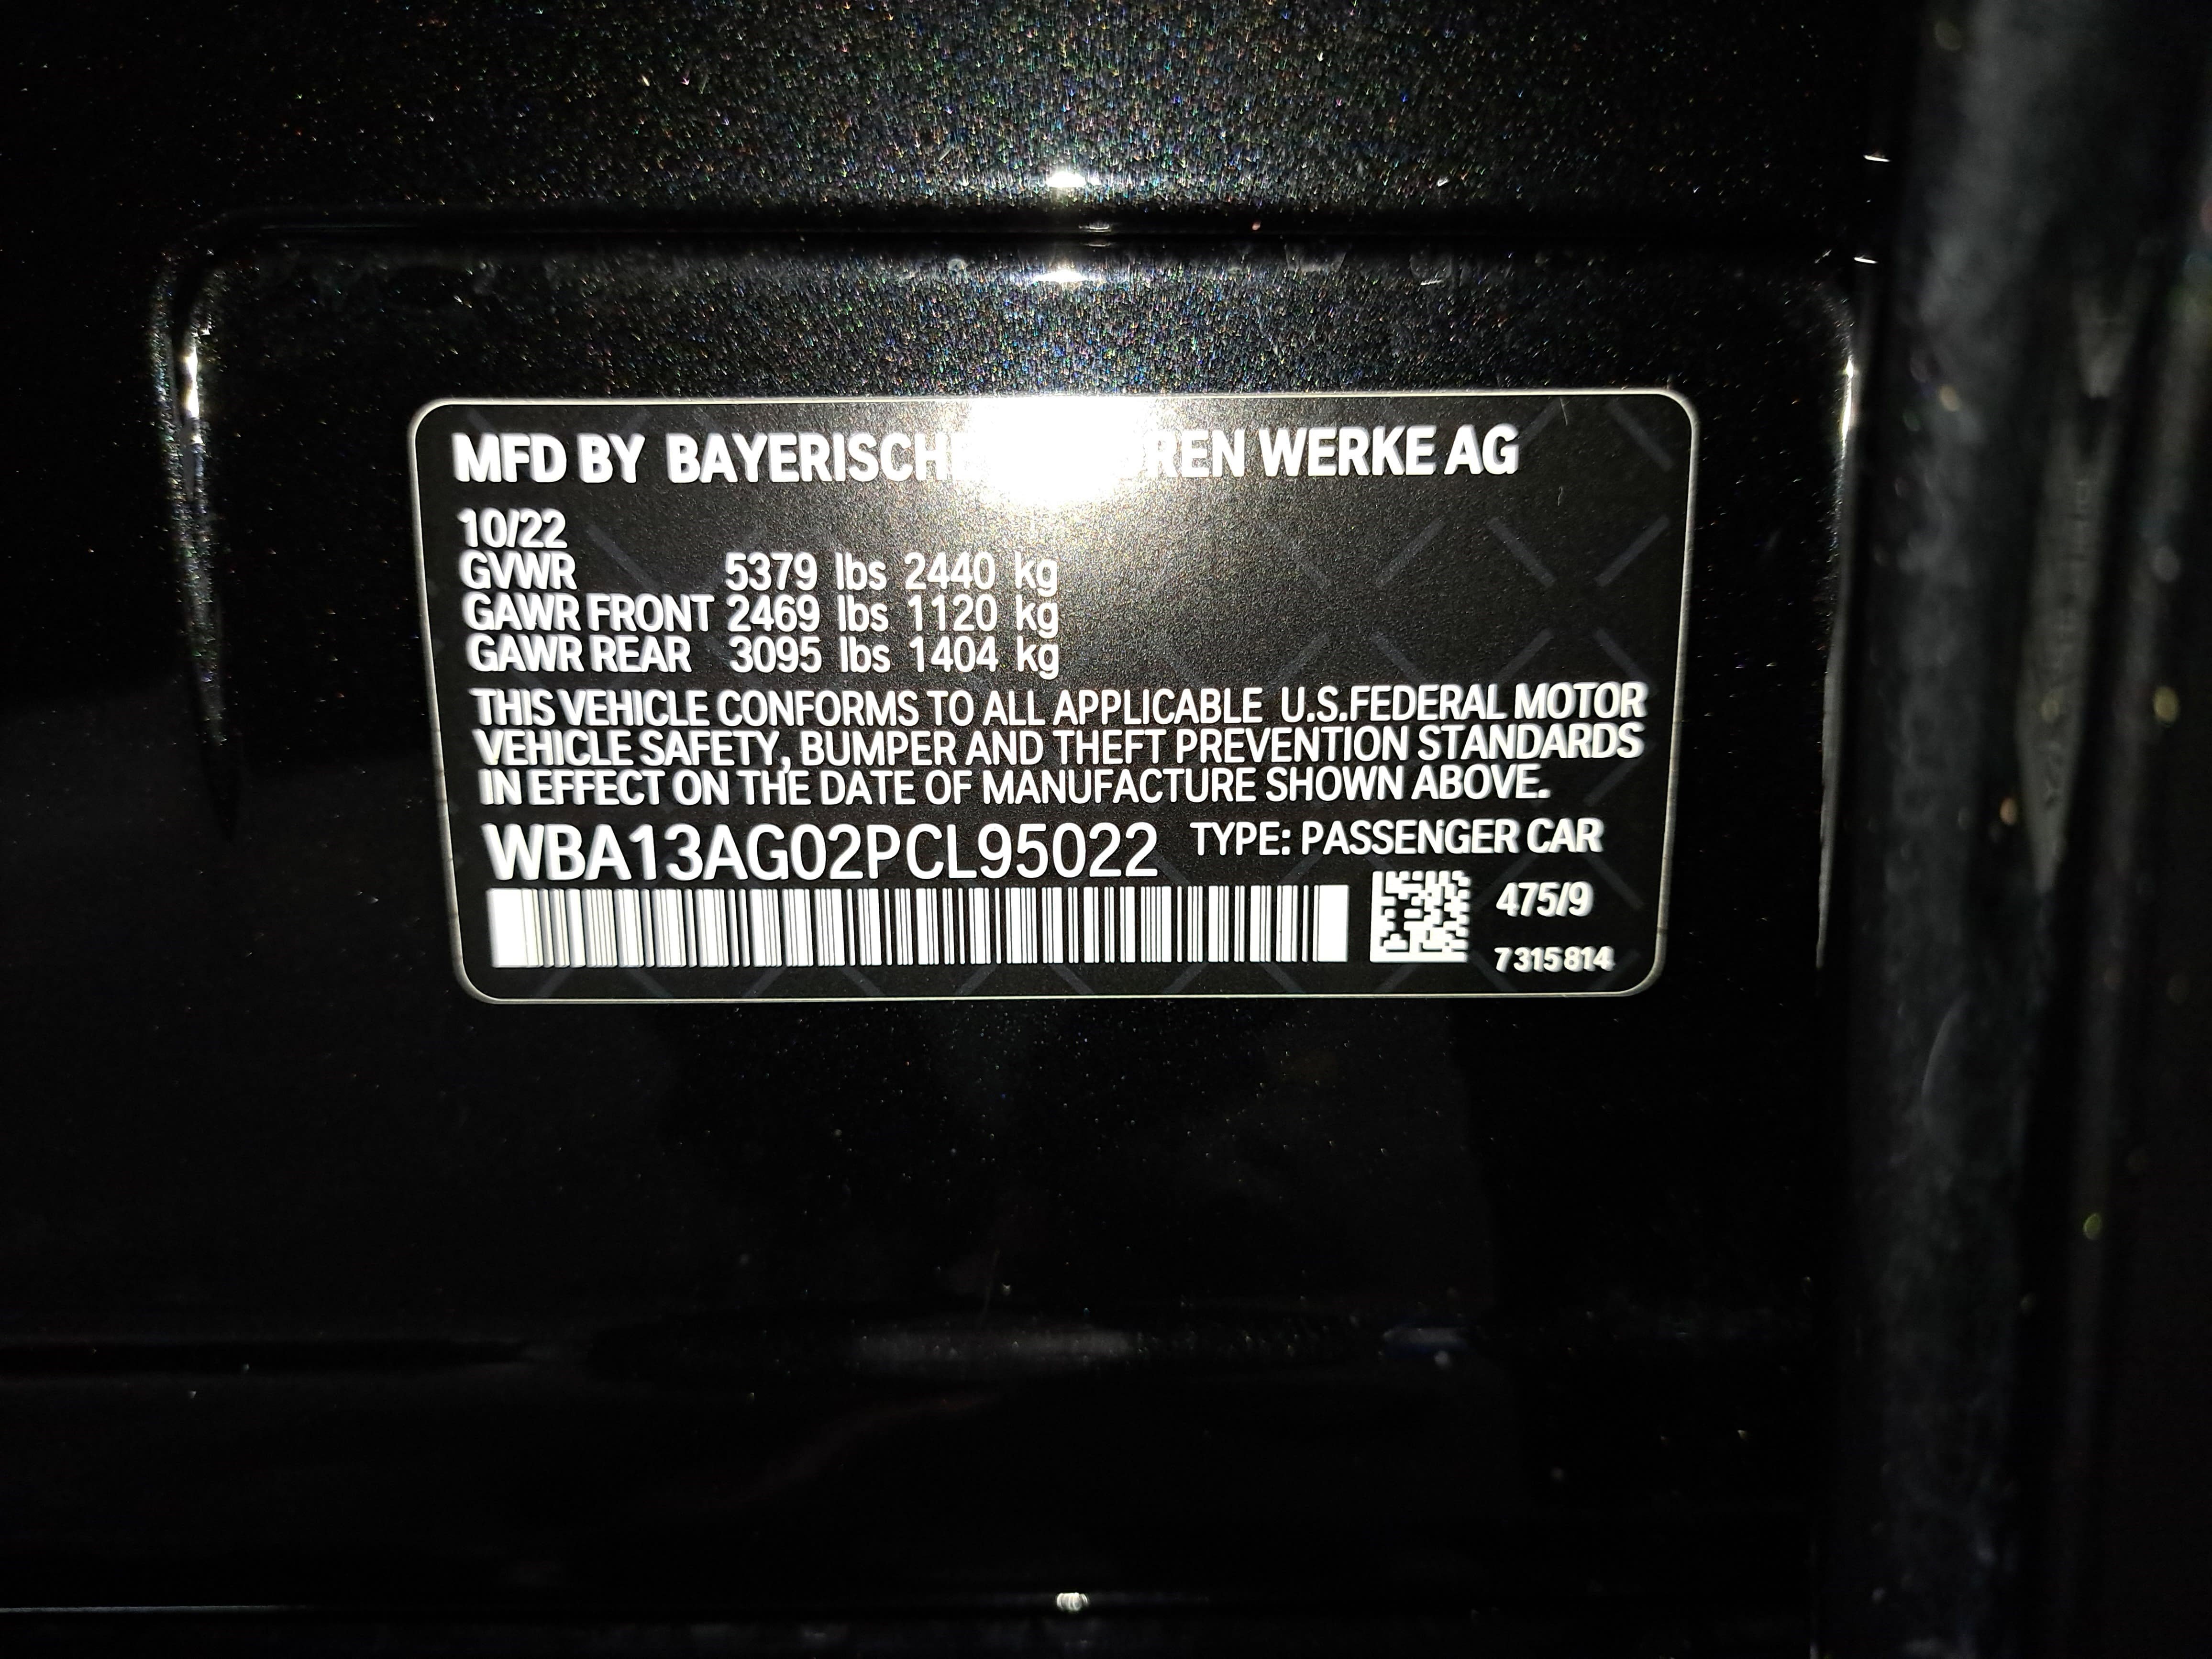 MFD BY BAYERISCHE WERKE AG
10/22
GVWR 5379 lbs 2440 kg
GAWR FRONT 2469 lbs 1120 kg
GAWR REAR 3095 lbs 1404 kg
THIS VEHICLE CONFORMS TO ALL APPLICABLE U.S.FEDERAL MOTOR
VEHICLE SAFETY, BUMPER AND THEFT PREVENTION STANDARDS
IN EFFECT ON THE DATE OF MANUFACTURE SHOWN ABOVE.
WBA13AG02PCL95022 TYPE: PASSENGER CAR
475/9
7315814